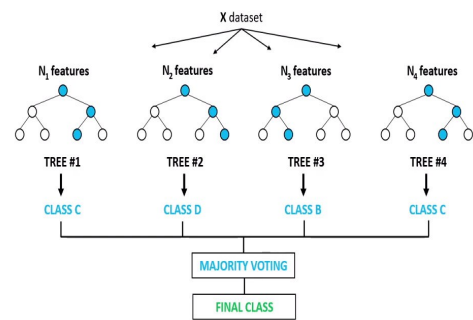 X dataset
N₁ features
N₂ features
N₃ features
N₄ features
TREE #1
TREE #2
TREE #3
TREE #4
CLASS C
CLASS D
CLASS B
CLASS C
MAJORITY VOTING
FINAL CLASS